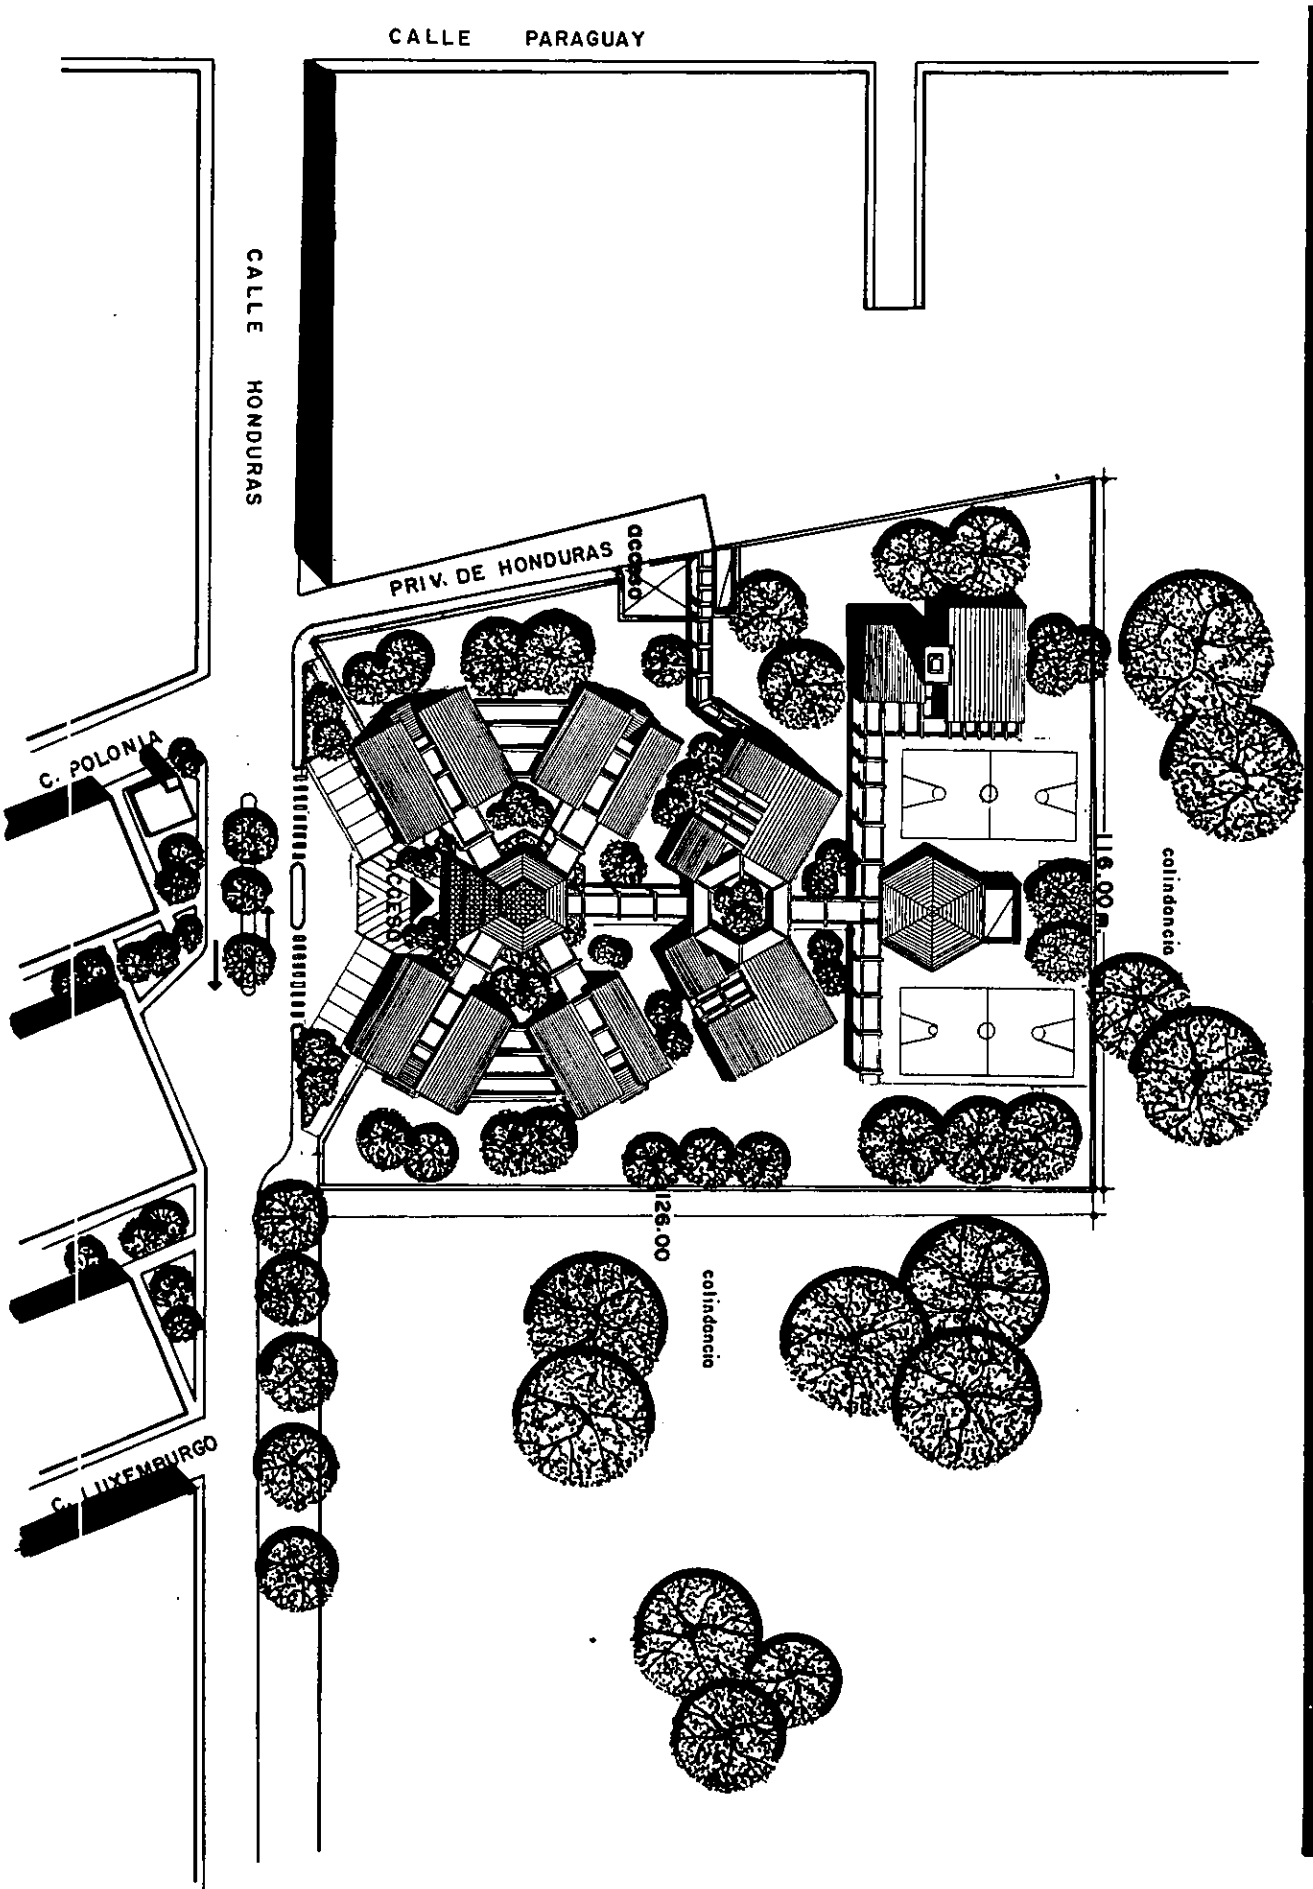 CALLE PARAGUAY
CALLE HONDURAS
PRIV. DE HONDURAS
acceso
C. POLONIA
ACCESO
116.00 m
colindancia
126.00
colindancia
C. LUXEMBURGO